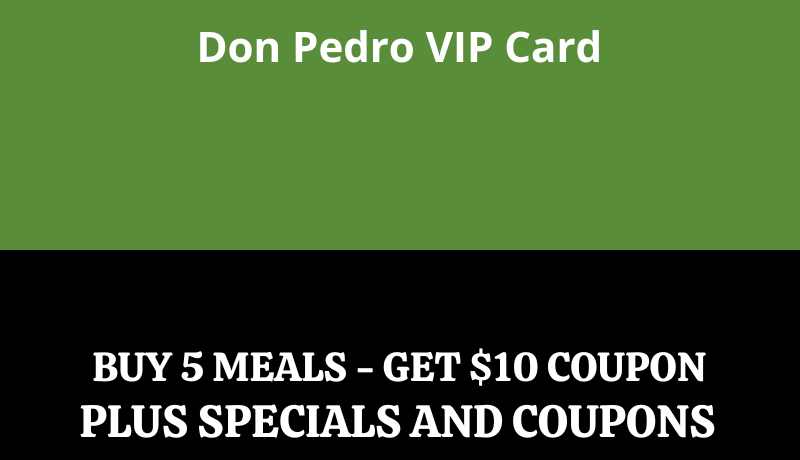 Don Pedro VIP Card
BUY 5 MEALS - GET $10 COUPON
PLUS SPECIALS AND COUPONS